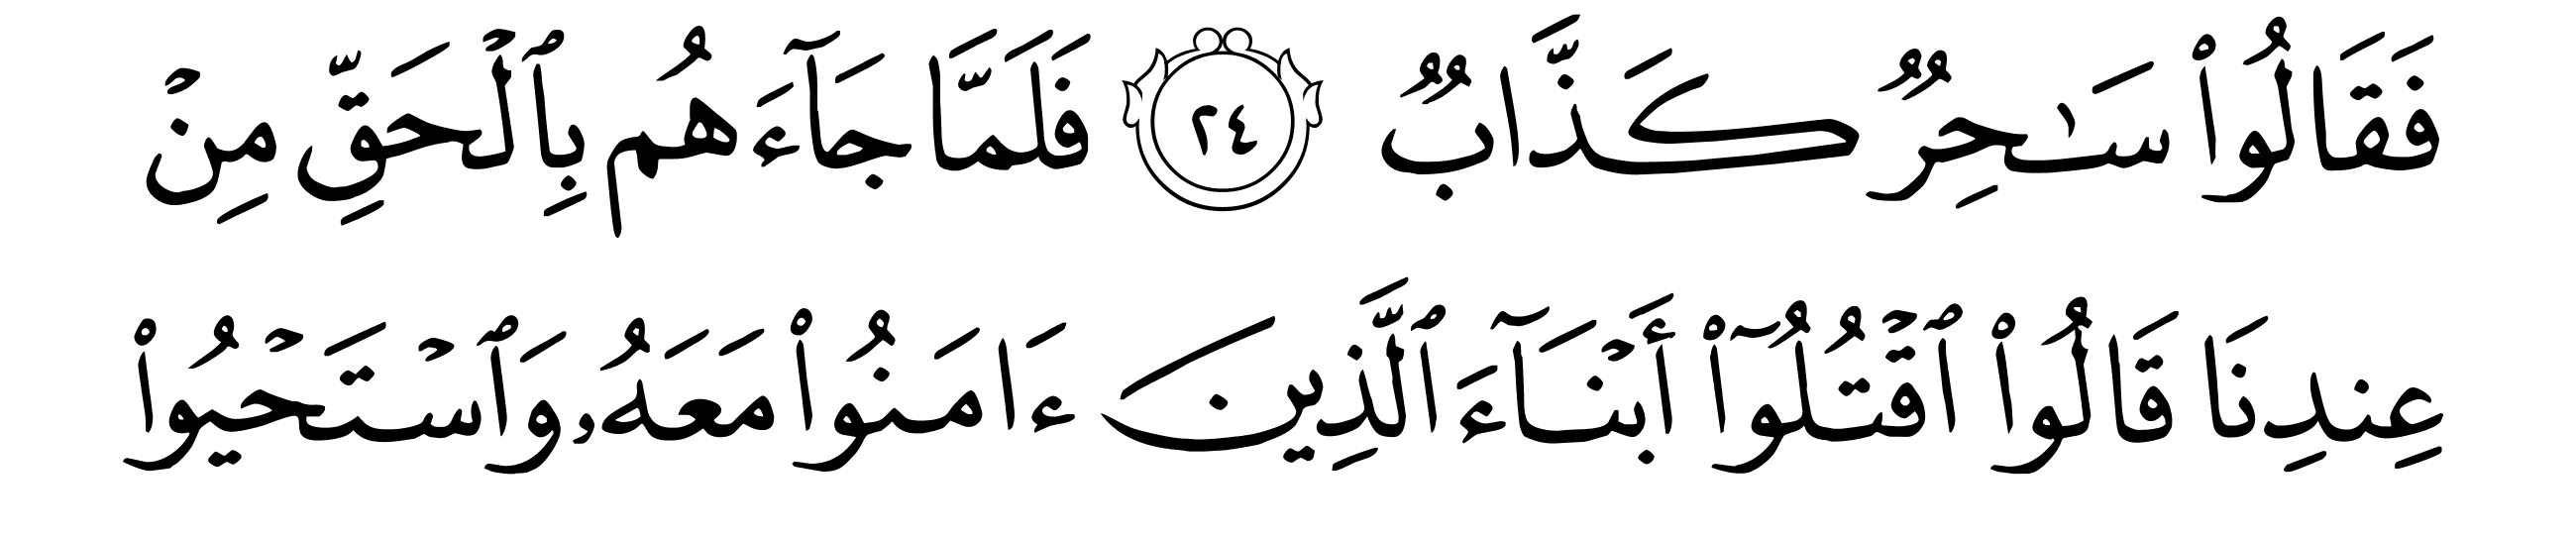 فَقَالُوا۟ سَـٰحِرٌ كَذَّابٌ ٢٤ فَلَمَّا جَآءَهُم بِٱلْحَقِّ مِنْ
عِندِنَا قَالُوا۟ ٱقْتُلُوٓا۟ أَبْنَآءَ ٱلَّذِينَ ءَامَنُوا۟ مَعَهُۥ وَٱسْتَحْيُوا۟